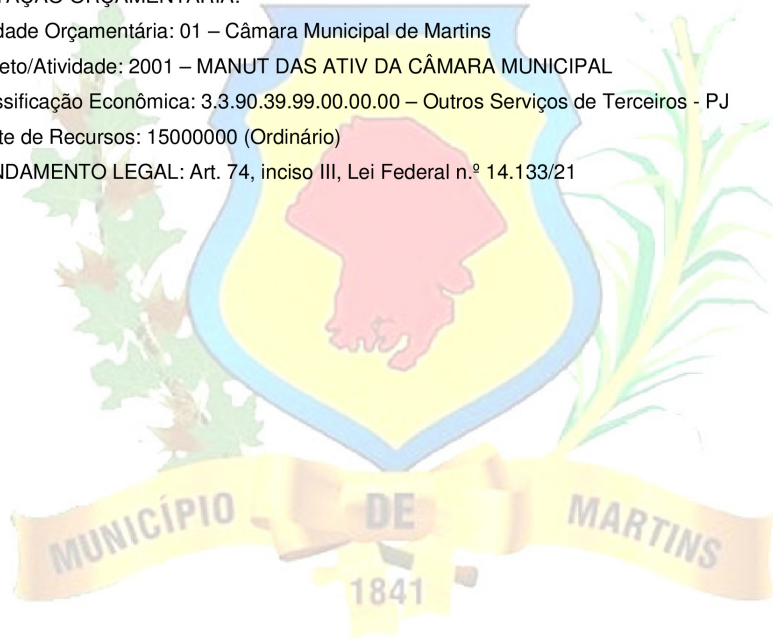 TAÇÃO ORÇAMENTÁRIA:
dade Orçamentária: 01 – Câmara Municipal de Martins
eto/Atividade: 2001 – MANUT DAS ATIV DA CÂMARA MUNICIPAL
ssificação Econômica: 3.3.90.39.99.00.00.00 – Outros Serviços de Terceiros - PJ
te de Recursos: 15000000 (Ordinário)
NDAMENTO LEGAL: Art. 74, inciso III, Lei Federal n.º 14.133/21
MUNICÍPIO DE MARTINS
1841